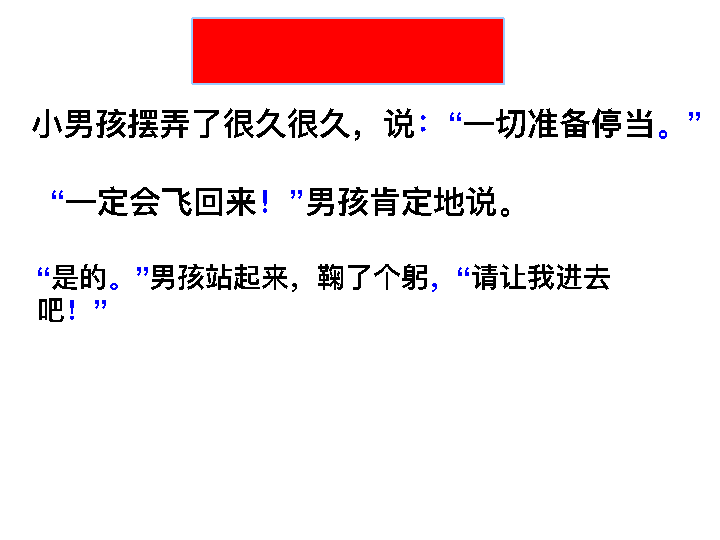 小男孩摆弄了很久很久，说：“一切准备停当。”
“一定会飞回来！”男孩肯定地说。
“是的。”男孩站起来，鞠了个躬，“请让我进去
吧！”